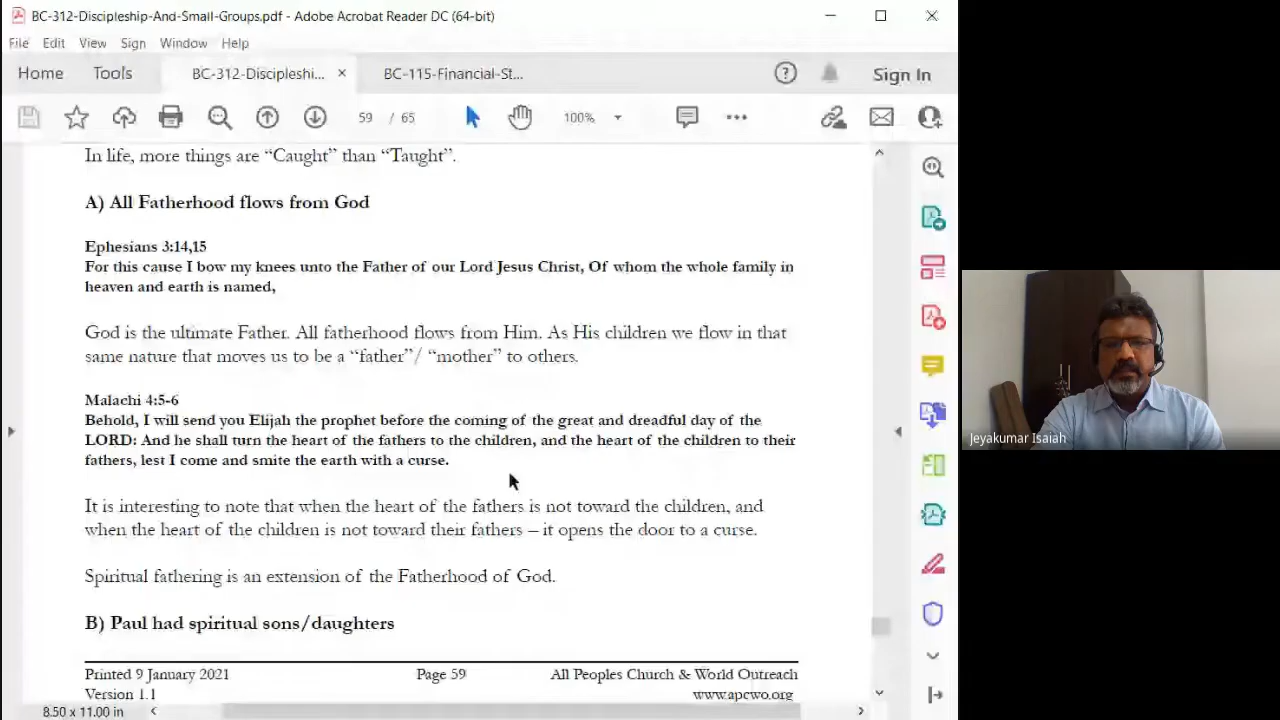 BC-312-Discipleship-And-Small-Groups.pdf - Adobe Acrobat Reader DC (64-bit)
File Edit View Sign Window Help
Home Tools BC-312-Discipleshi... × BC-115-Financial-St... Sign In
59 / 65 100%
In life, more things are “Caught” than “Taught”.
A) All Fatherhood flows from God
Ephesians 3:14,15
For this cause I bow my knees unto the Father of our Lord Jesus Christ, Of whom the whole family in
heaven and earth is named,
God is the ultimate Father. All fatherhood flows from Him. As His children we flow in that
same nature that moves us to be a “father”/ “mother” to others.
Malachi 4:5-6
Behold, I will send you Elijah the prophet before the coming of the great and dreadful day of the
LORD: And he shall turn the heart of the fathers to the children, and the heart of the children to their
fathers, lest I come and smite the earth with a curse.
It is interesting to note that when the heart of the fathers is not toward the children, and
when the heart of the children is not toward their fathers – it opens the door to a curse.
Spiritual fathering is an extension of the Fatherhood of God.
B) Paul had spiritual sons/daughters
Printed 9 January 2021 Page 59 All Peoples Church & World Outreach
Version 1.1 www.apcwo.org
8.50 x 11.00 in
Jeyakumar Isaiah